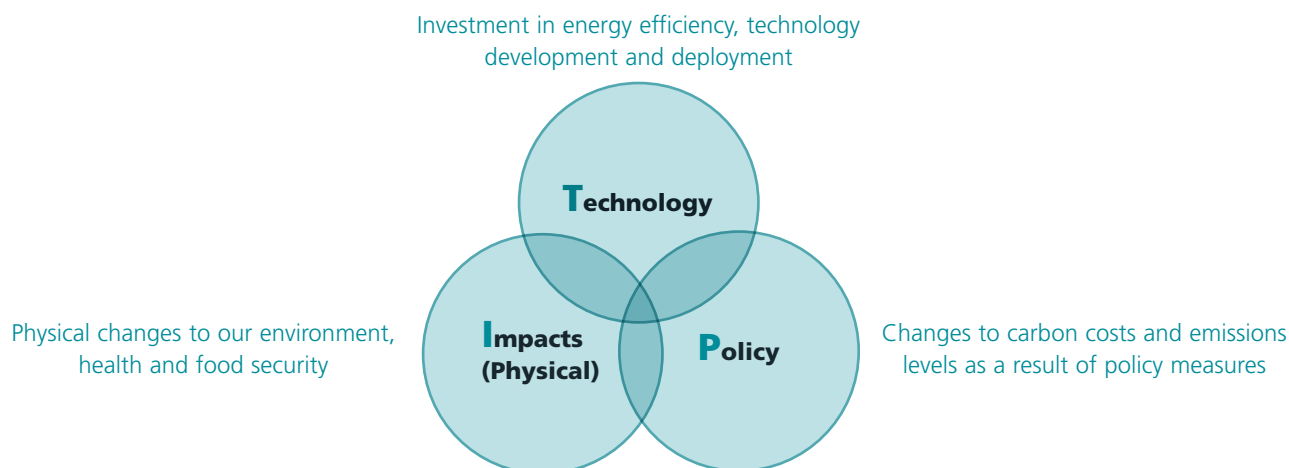 Investment in energy efficiency, technology
development and deployment
Technology
Physical changes to our environment,
health and food security
Impacts
(Physical)
Policy
Changes to carbon costs and emissions
levels as a result of policy measures